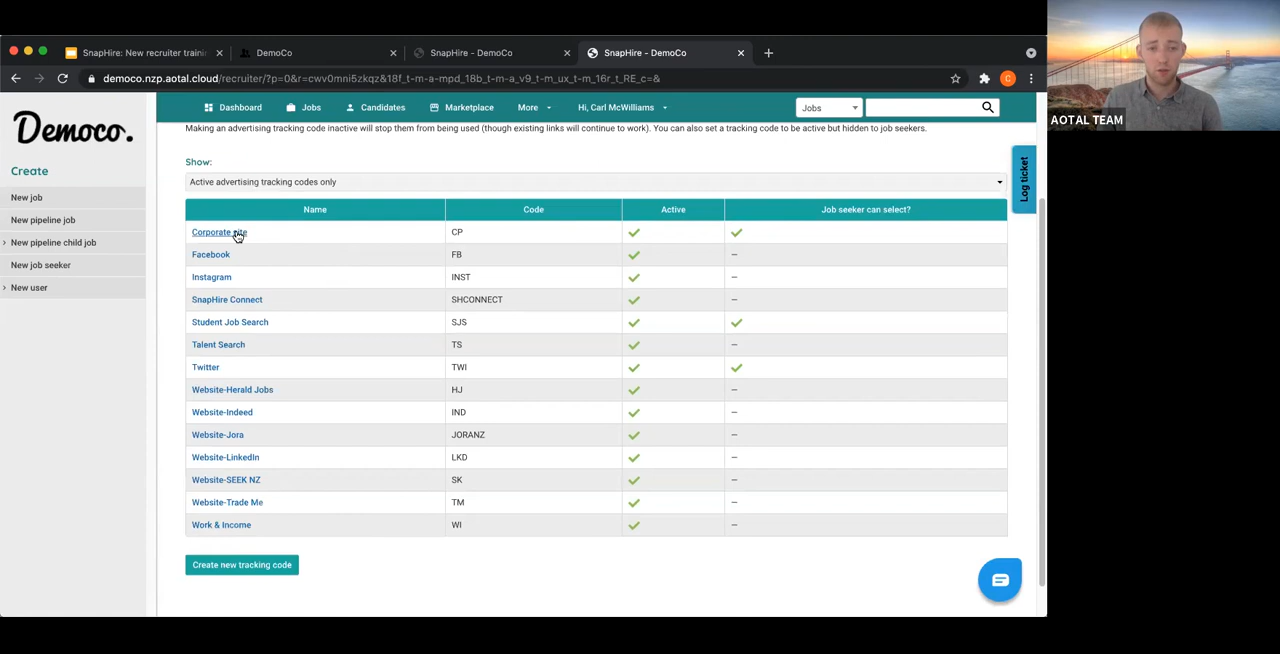 SnapHire: New recruiter traini
DemoCo
SnapHire - DemoCo
SnapHire - DemoCo
democo.nzp.aotal.cloud/recruiter/?p=0&r=cwv0mni5zkqz&18f_t-m-a-mpd_18b_t-m-a_v9_t-m_ux_t-m_16r_t_RE_c=&
C
Democo.
Dashboard Jobs Candidates Marketplace More Hi, Carl McWilliams Jobs
AOTAL TEAM
Making an advertising tracking code inactive will stop them from being used (though existing links will continue to work). You can also set a tracking code to be active but hidden to job seekers.
Create
New job
New pipeline job
New pipeline child job
New job seeker
New user
Log ticket
Show:
Active advertising tracking codes only
Name Code Active Job seeker can select?
Corporate site CP
Facebook FB –
Instagram INST –
SnapHire Connect SHCONNECT –
Student Job Search SJS
Talent Search TS –
Twitter TWI
Website-Herald Jobs HJ –
Website-Indeed IND –
Website-Jora JORANZ –
Website-LinkedIn LKD –
Website-SEEK NZ SK –
Website-Trade Me TM –
Work & Income WI –
Create new tracking code